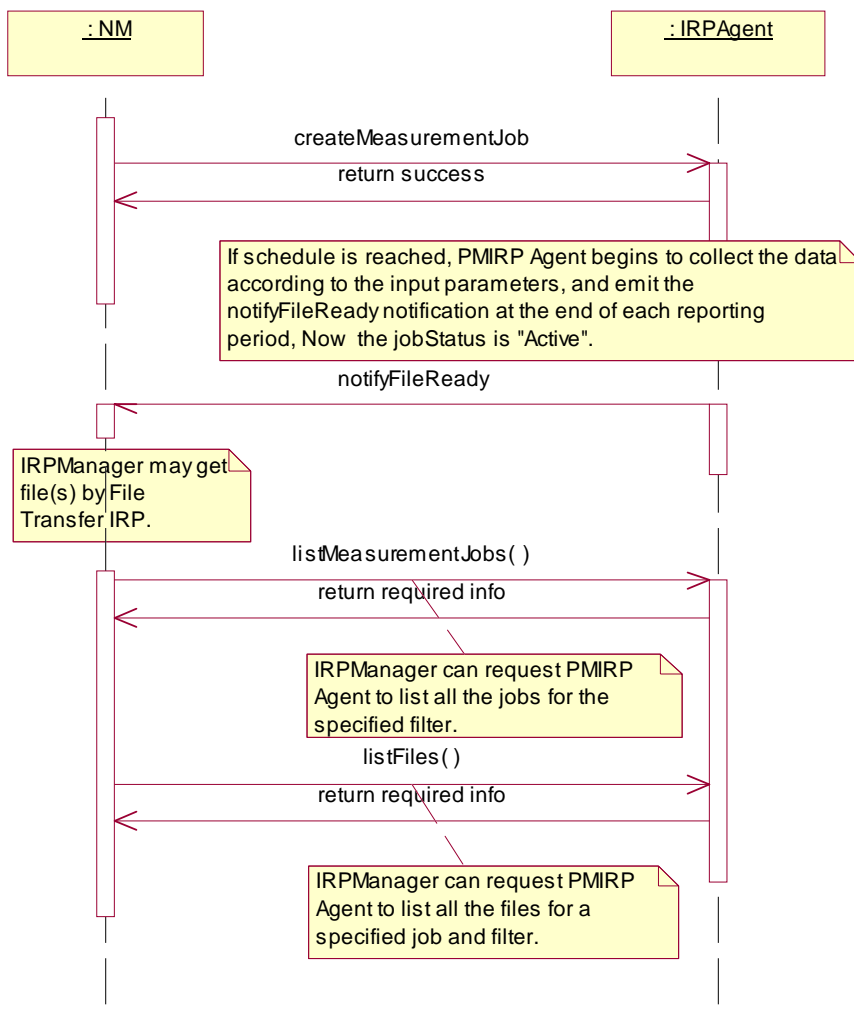 : NM
: IRPAgent
createMeasurementJob
return success
If schedule is reached, PMIRP Agent begins to collect the data
according to the input parameters, and emit the
notifyFileReady notification at the end of each reporting
period, Now the jobStatus is "Active".
notifyFileReady
IRPManager may get
file(s) by File
Transfer IRP.
listMeasurementJobs( )
return required info
IRPManager can request PMIRP
Agent to list all the jobs for the
specified filter.
listFiles( )
return required info
IRPManager can request PMIRP
Agent to list all the files for a
specified job and filter.